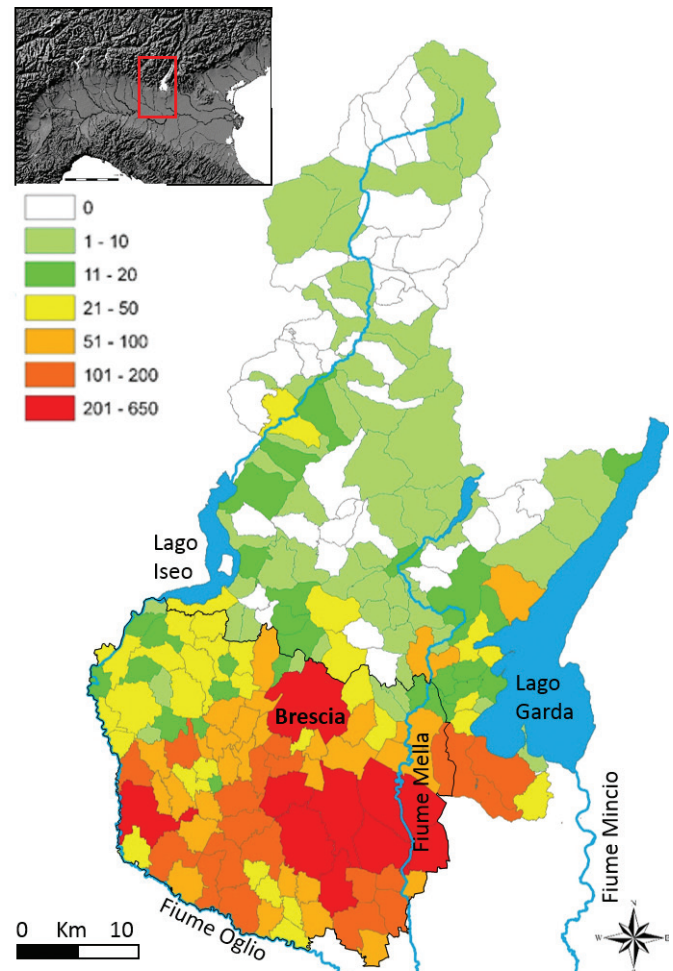 0
1 - 10
11 - 20
21 - 50
51 - 100
101 - 200
201 - 650
Lago
Iseo
Brescia
Lago
Garda
Fiume Mella
Fiume Mincio
Fiume Oglio
0 Km 10
N
W E
S